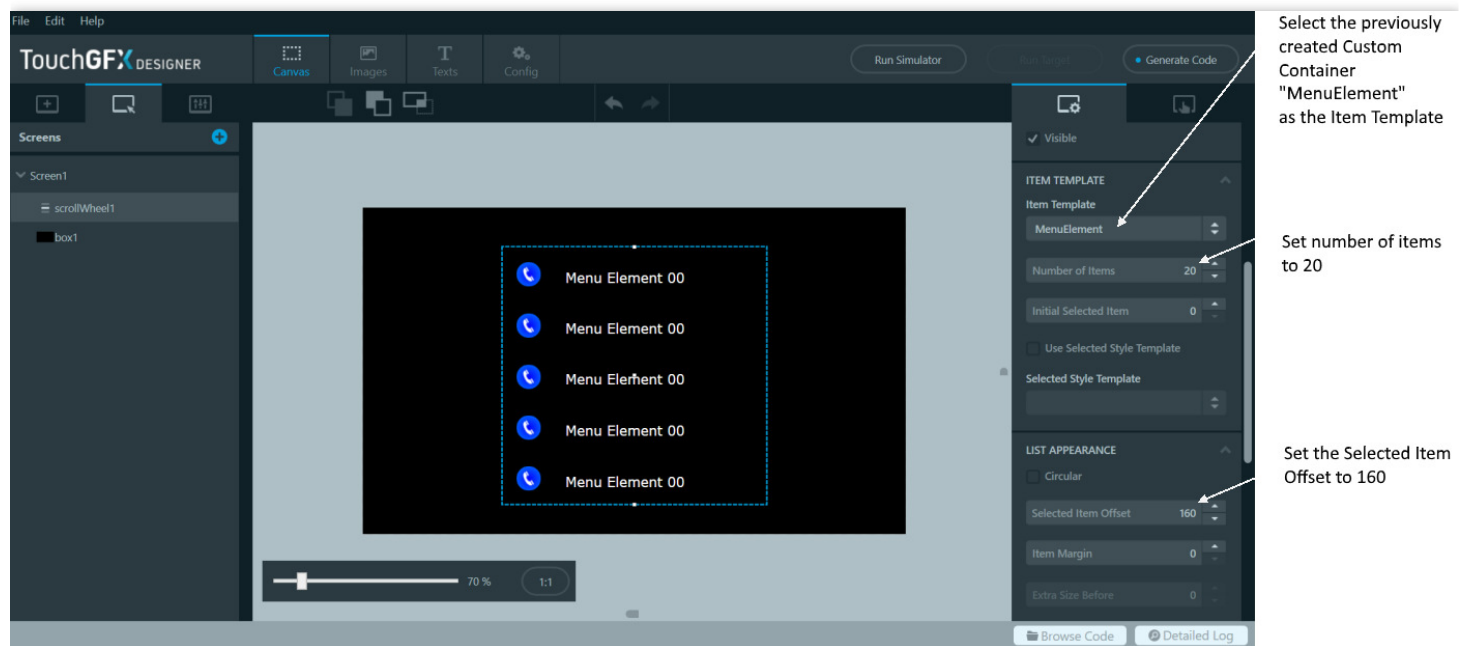 File Edit Help
TouchGFX DESIGNER
Canvas
Images
Texts
Config
Run Simulator
Run Target
Generate Code
Screens
Screen1
scrollWheel1
box1
Menu Element 00
Menu Element 00
Menu Element 00
Menu Element 00
Menu Element 00
70 %
1:1
Visible
ITEM TEMPLATE
Item Template
MenuElement
Number of Items 20
Initial Selected Item 0
Use Selected Style Template
Selected Style Template
LIST APPEARANCE
Circular
Selected Item Offset 160
Item Margin 0
Extra Size Before 0
Browse Code
Detailed Log
Select the previously
created Custom
Container
"MenuElement"
as the Item Template
Set number of items
to 20
Set the Selected Item
Offset to 160